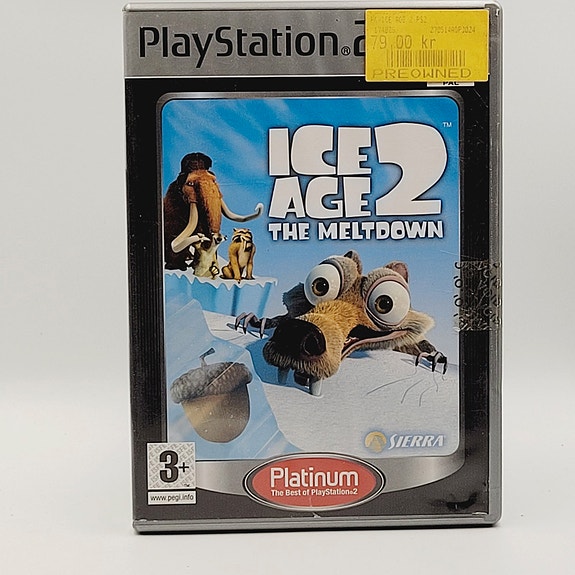 PlayStation®2
79,00 kr
PREOWNED
PAL
ICE
AGE 2
™
THE MELTDOWN
SIERRA
3+
www.pegi.info
Platinum
The Best of PlayStation®2